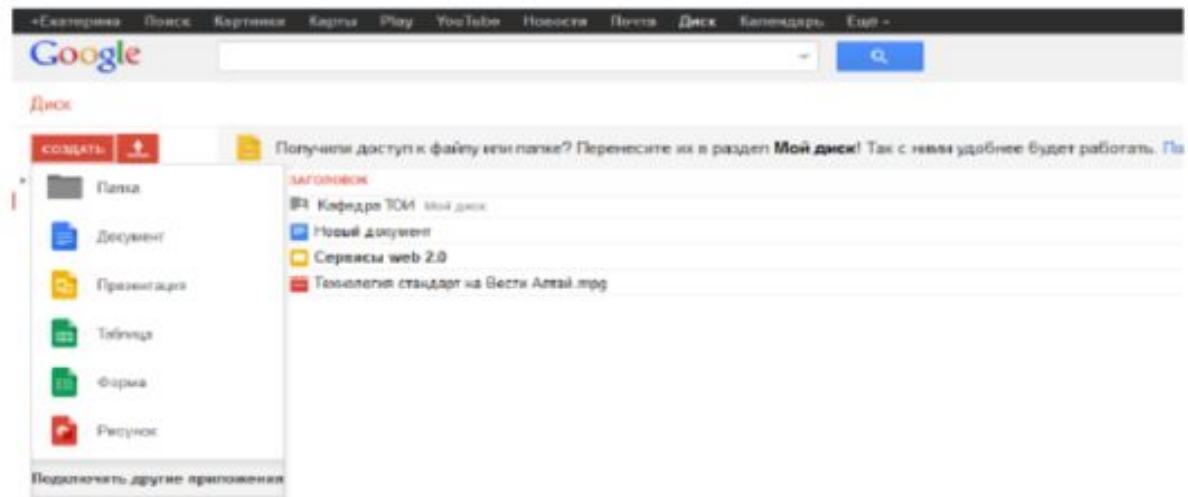 +Екатерина Поиск Картинки Карты Play YouTube Новости Почта Диск Календарь Ещё
Google
Диск
СОЗДАТЬ
Получили доступ к файлу или папке? Перенесите их в раздел Мой диск! Так с ними удобнее будет работать.
Папка
ЗАГОЛОВОК
Кафедра ТОИ Мой диск
Документ
Новый документ
Сервисы web 2.0
Презентация
Технология стандарт на Вести Алтай.mpg
Таблица
Форма
Рисунок
Подключить другие приложения